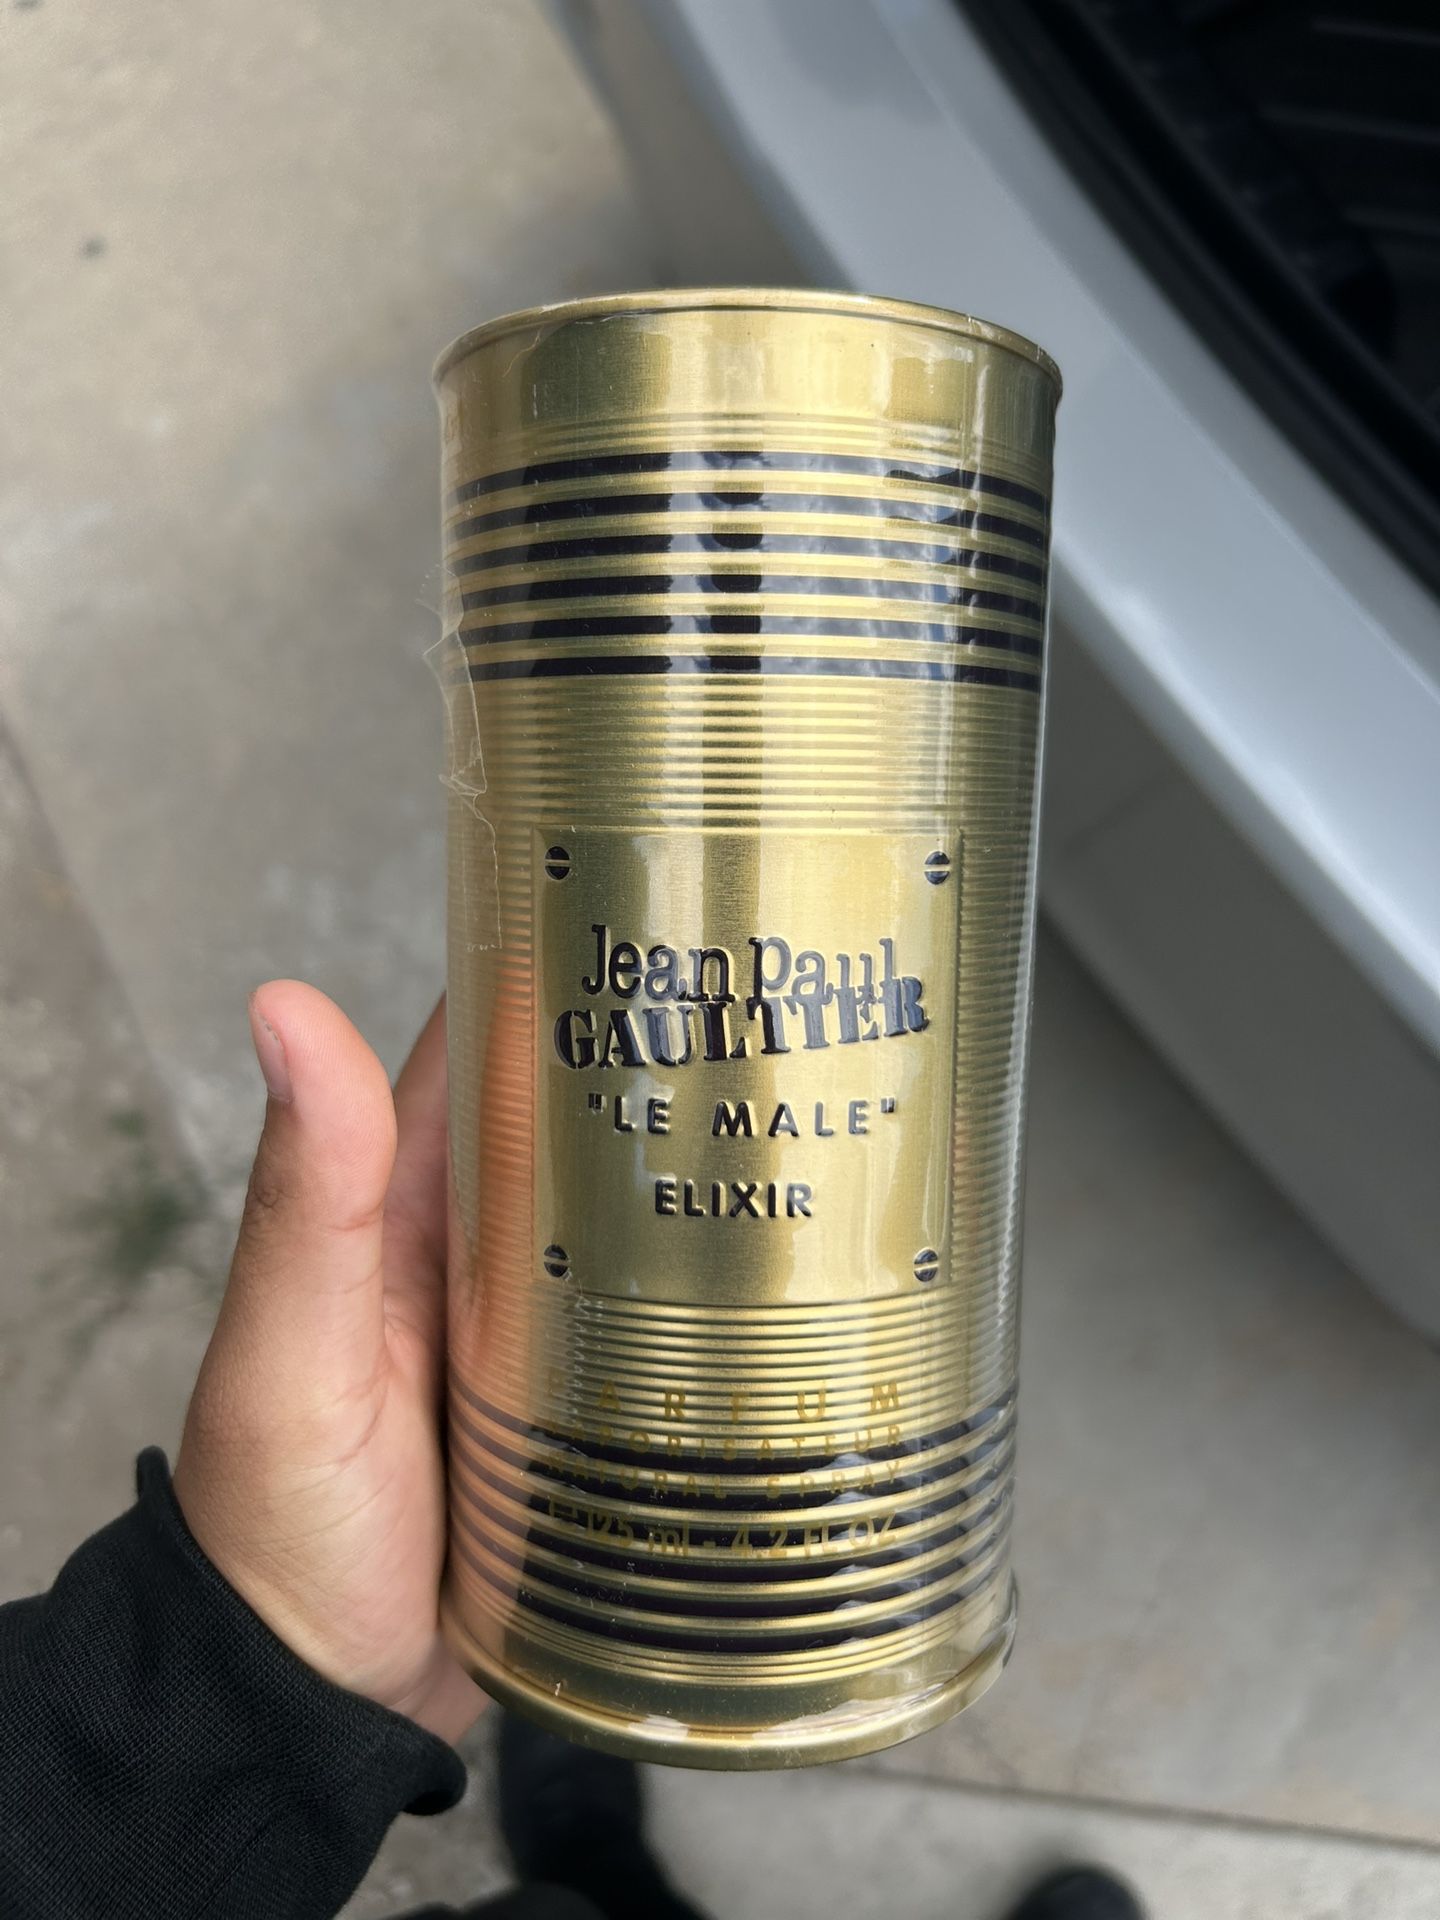 Jean Paul
GAULTIER
"LE MALE"
ELIXIR
PARFUM
VAPORISATEUR
NATURAL SPRAY
e 125 ml - 4.2 FL OZ